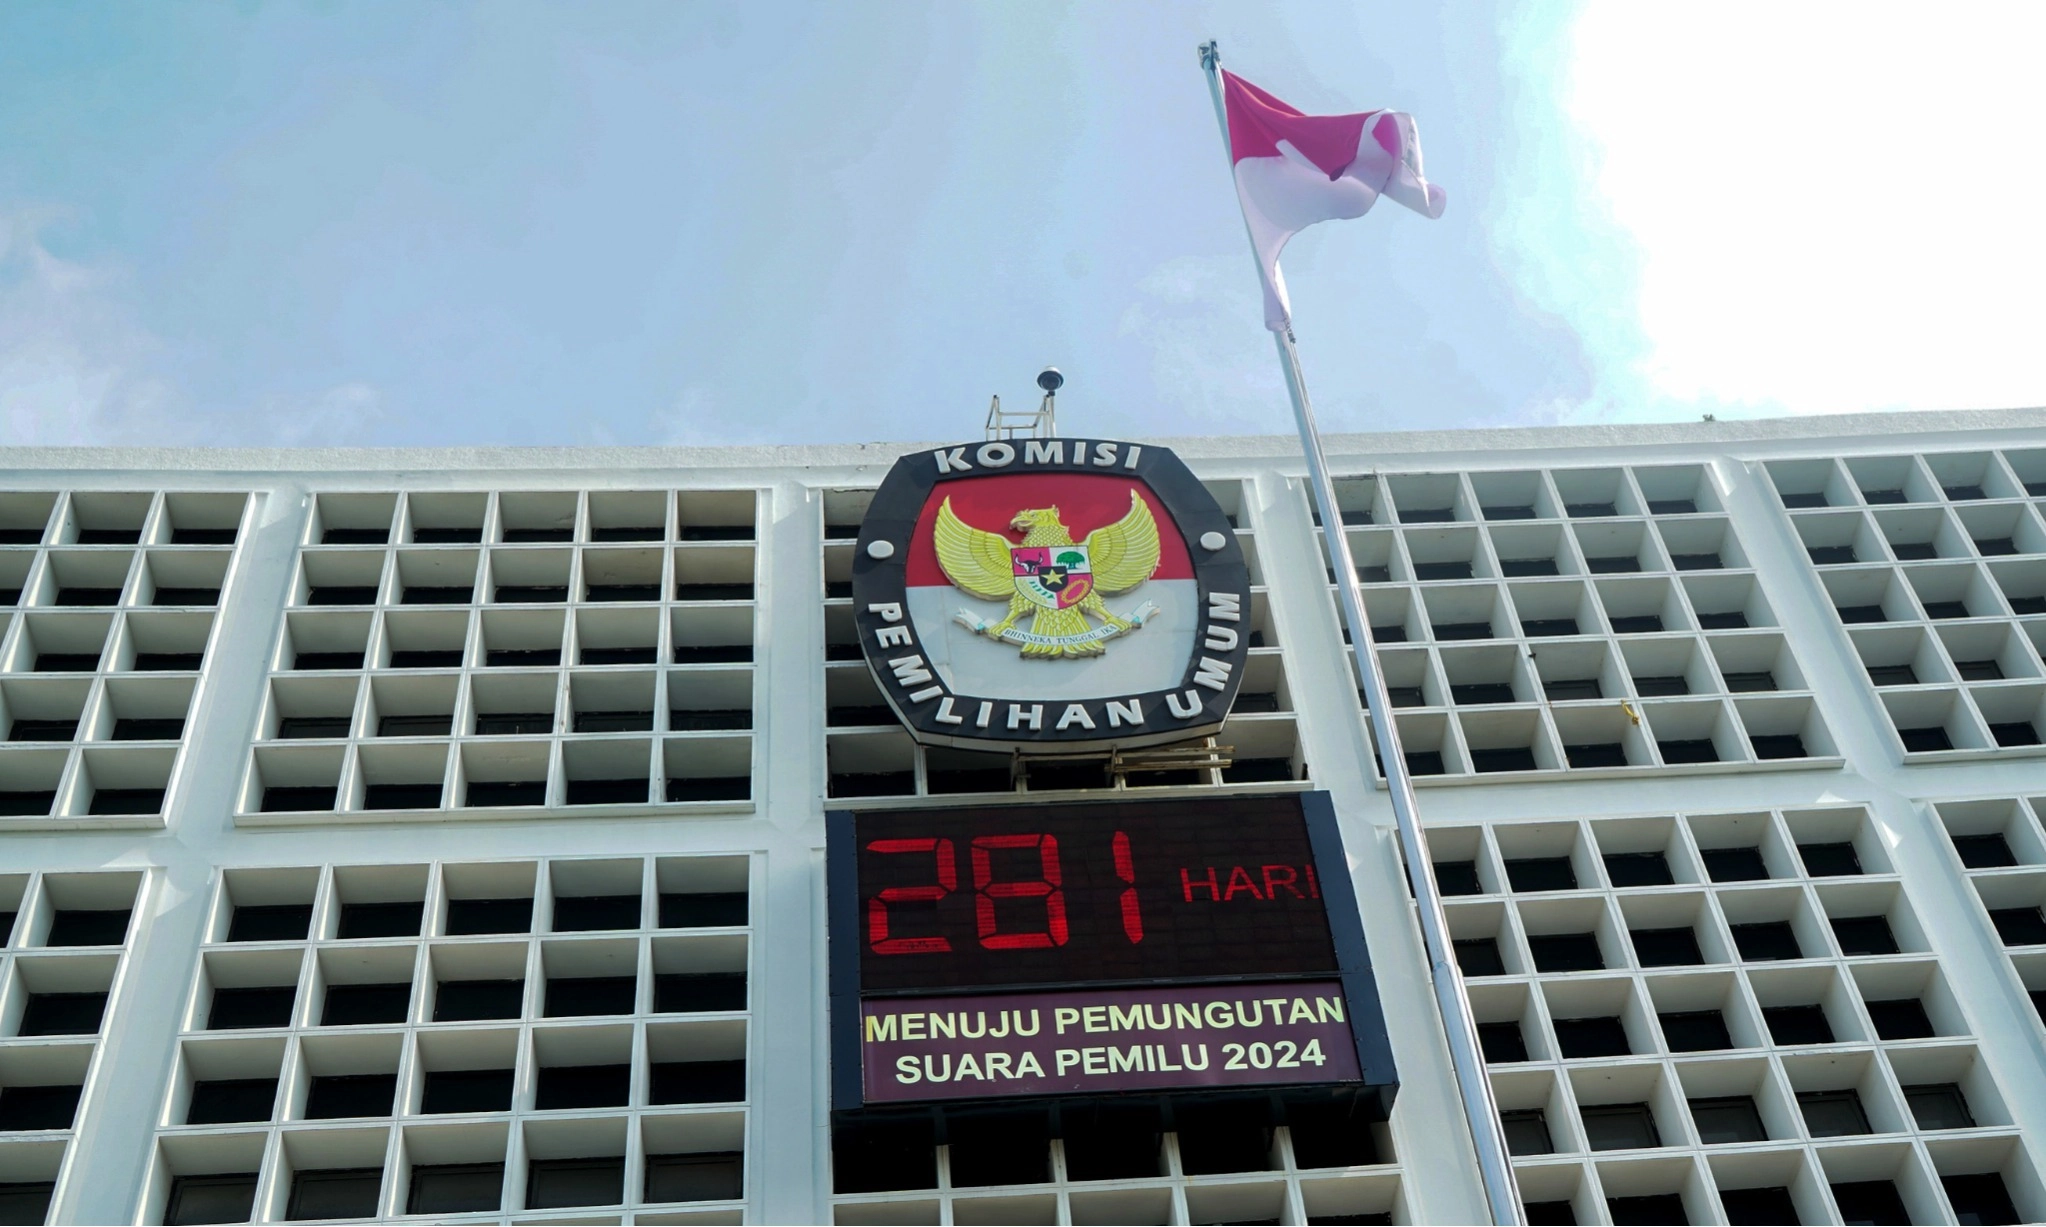 KOMISI
PEMILIHAN UMUM
BHINNEKA TUNGGAL IKA
281 HARI
MENUJU PEMUNGUTAN
SUARA PEMILU 2024